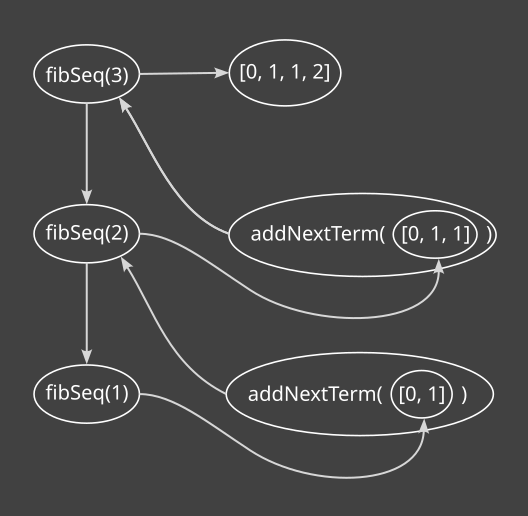 fibSeq(3)
[0, 1, 1, 2]
fibSeq(2)
addNextTerm( [0, 1, 1] )
fibSeq(1)
addNextTerm( [0, 1] )